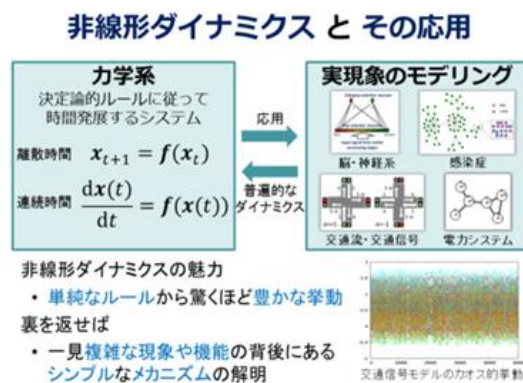 非線形ダイナミクス と その応用
力学系
決定論的ルールに従って
時間発展するシステム
離散時間 xₜ₊₁ = f(xₜ)
連続時間 dx(t)/dt = f(x(t))
応用
普遍的な
ダイナミクス
実現象のモデリング
脳・神経系
感染症
交通流・交通信号
電力システム
非線形ダイナミクスの魅力
・単純なルールから驚くほど豊かな挙動
裏を返せば
・一見複雑な現象や機能の背後にある
シンプルなメカニズムの解明
交通信号モデルのカオス的挙動